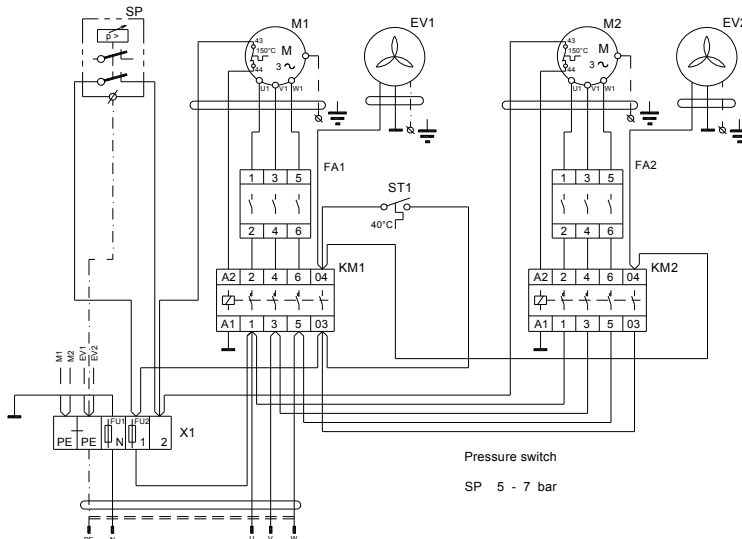 SP
p >
M1
43
150°C
M
3 ~
44
U1 V1 W1
EV1
M2
43
150°C
M
3 ~
44
U1 V1 W1
EV2
1 3 5
FA1
2 4 6
ST1
40°C
1 3 5
FA2
2 4 6
A2 2 4 6 04
KM1
A1 1 3 5 03
A2 2 4 6 04
KM2
A1 1 3 5 03
M1
M2
EV1
EV2
FU1 FU2
PE PE N 1 2
X1
Pressure switch
SP 5 - 7 bar
PE N U V W